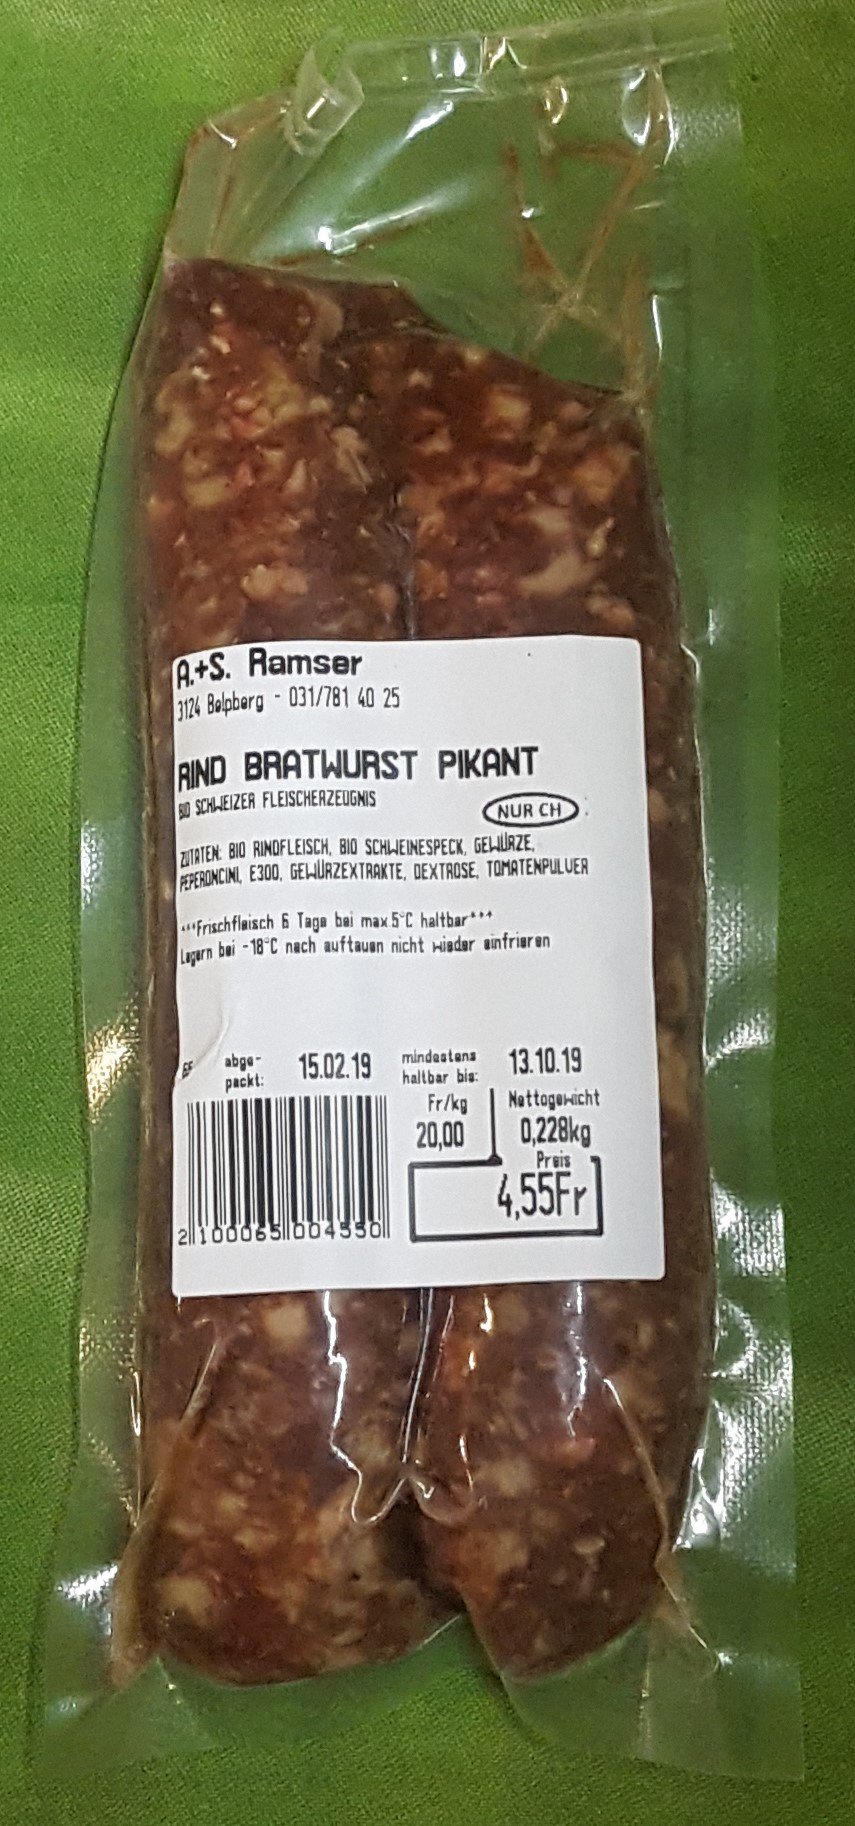 A.+S. Ramser
3124 Belpberg - 031/781 40 25
RIND BRATWURST PIKANT
BIO SCHWEIZER FLEISCHERZEUGNIS
NUR CH
ZUTATEN: BIO RINDFLEISCH, BIO SCHWEINESPECK, GEWÜRZE,
PEPERONCINI, E300, GEWÜRZEXTRAKTE, DEXTROSE, TOMATENPULVER
***Frischfleisch 6 Tage bei max.5°C haltbar***
Lagern bei -18°C nach auftauen nicht wieder einfrieren
abge-
packt:
15.02.19
mindestens
haltbar bis:
13.10.19
Fr/kg
20,00
Nettogewicht
0,228kg
Preis
4,55Fr
2 100065 004550